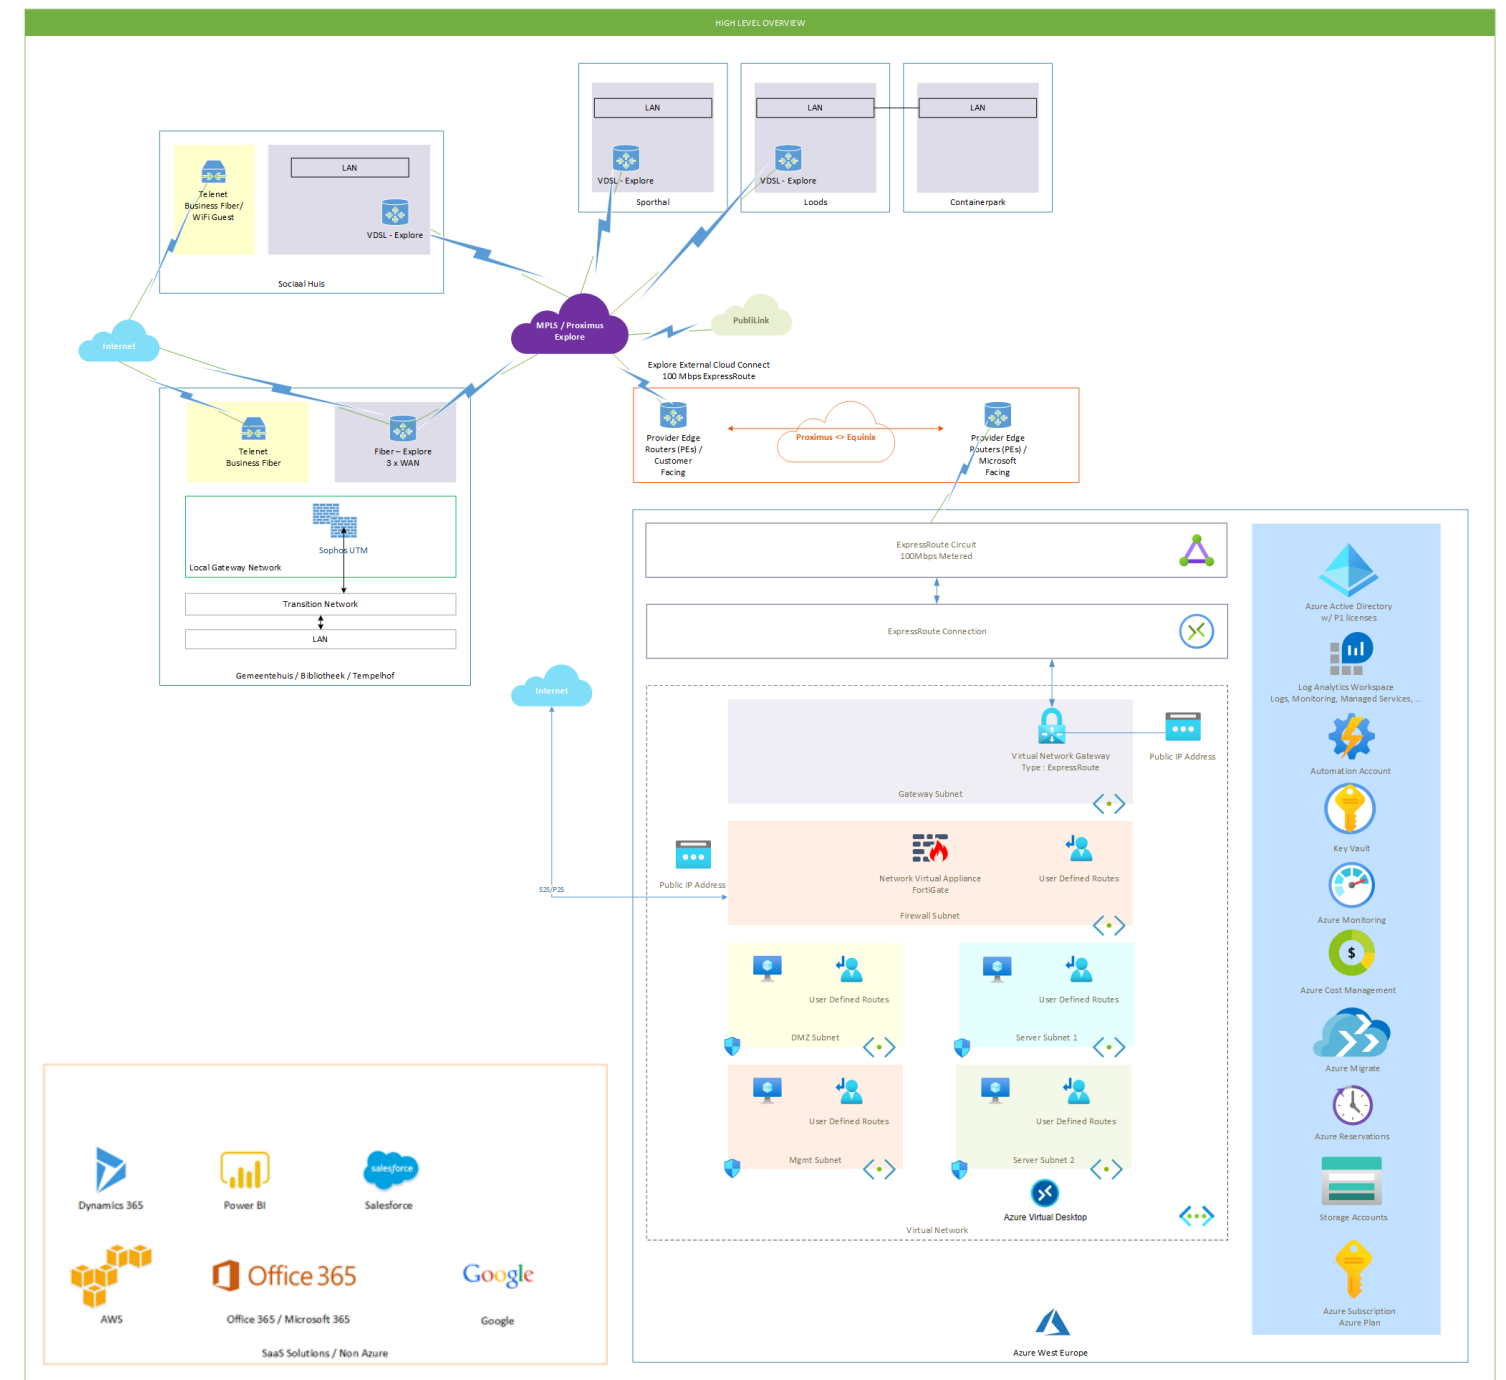 HIGH LEVEL OVERVIEW
LAN
VDSL - Explore
Sporthal
LAN
VDSL - Explore
Loods
LAN
Containerpark
Telenet
Business Fiber/
WiFi Guest
LAN
VDSL - Explore
Sociaal Huis
Internet
MPLS / Proximus
Explore
PubliLink
Explore External Cloud Connect
100 Mbps ExpressRoute
Telenet
Business Fiber
Fiber – Explore
3 x WAN
Sophos UTM
Local Gateway Network
Transition Network
LAN
Gemeentehuis / Bibliotheek / Tempelhof
Provider Edge
Routers (PEs) /
Customer
Facing
Proximus <> Equinix
Provider Edge
Routers (PEs) /
Microsoft
Facing
ExpressRoute Circuit
100Mbps Metered
ExpressRoute Connection
Internet
S2S/P2S
Virtual Network Gateway
Type : ExpressRoute
Public IP Address
Gateway Subnet
Public IP Address
Network Virtual Appliance
FortiGate
User Defined Routes
Firewall Subnet
User Defined Routes
DMZ Subnet
User Defined Routes
Server Subnet 1
User Defined Routes
Mgmt Subnet
User Defined Routes
Server Subnet 2
Azure Virtual Desktop
Virtual Network
Azure West Europe
Azure Active Directory
w/ P1 licenses
Log Analytics Workspace
Logs, Monitoring, Managed Services, ...
Automation Account
Key Vault
Azure Monitoring
$
Azure Cost Management
Azure Migrate
Azure Reservations
Storage Accounts
Azure Subscription
Azure Plan
Dynamics 365
Power BI
salesforce
Salesforce
AWS
Office 365
Office 365 / Microsoft 365
Google
Google
SaaS Solutions / Non Azure